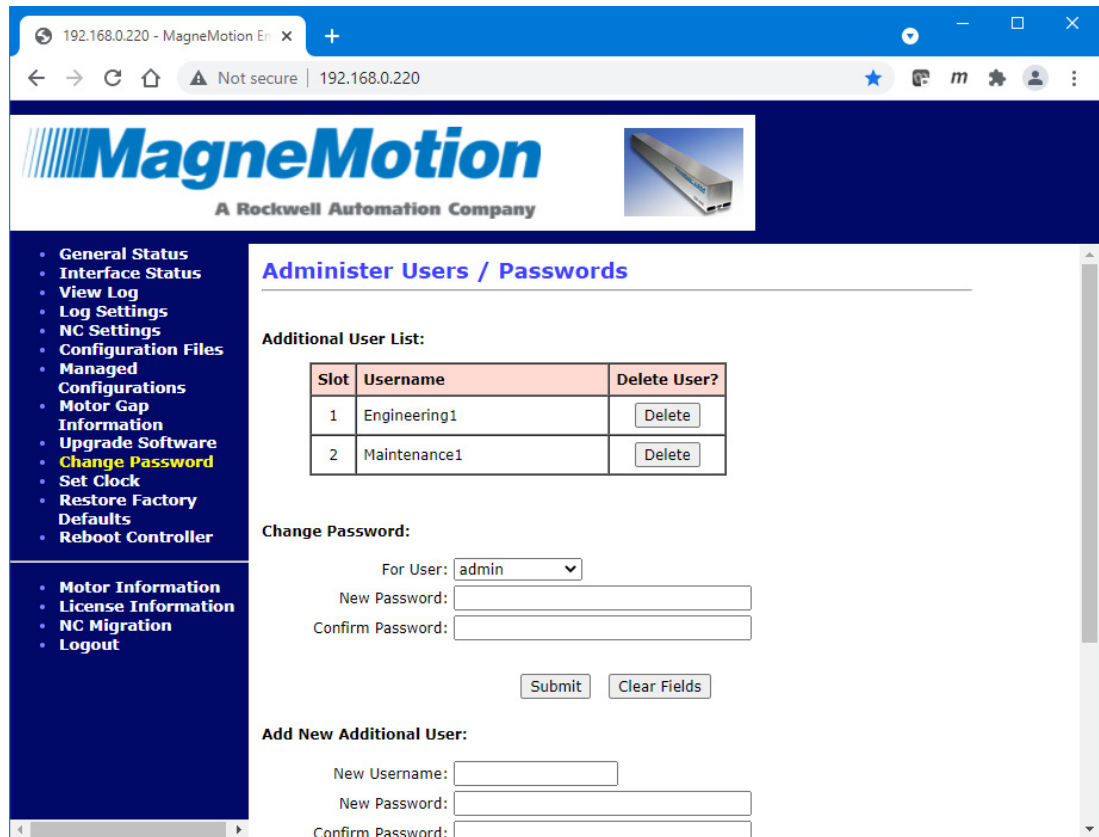 192.168.0.220 - MagneMotion En
Not secure | 192.168.0.220
m
MagneMotion
A Rockwell Automation Company
General Status
Interface Status
View Log
Log Settings
NC Settings
Configuration Files
Managed
Configurations
Motor Gap
Information
Upgrade Software
Change Password
Set Clock
Restore Factory
Defaults
Reboot Controller
Motor Information
License Information
NC Migration
Logout
Administer Users / Passwords
Additional User List:
Slot Username Delete User?
1 Engineering1 Delete
2 Maintenance1 Delete
Change Password:
For User: admin
New Password:
Confirm Password:
Submit Clear Fields
Add New Additional User:
New Username:
New Password:
Confirm Password: